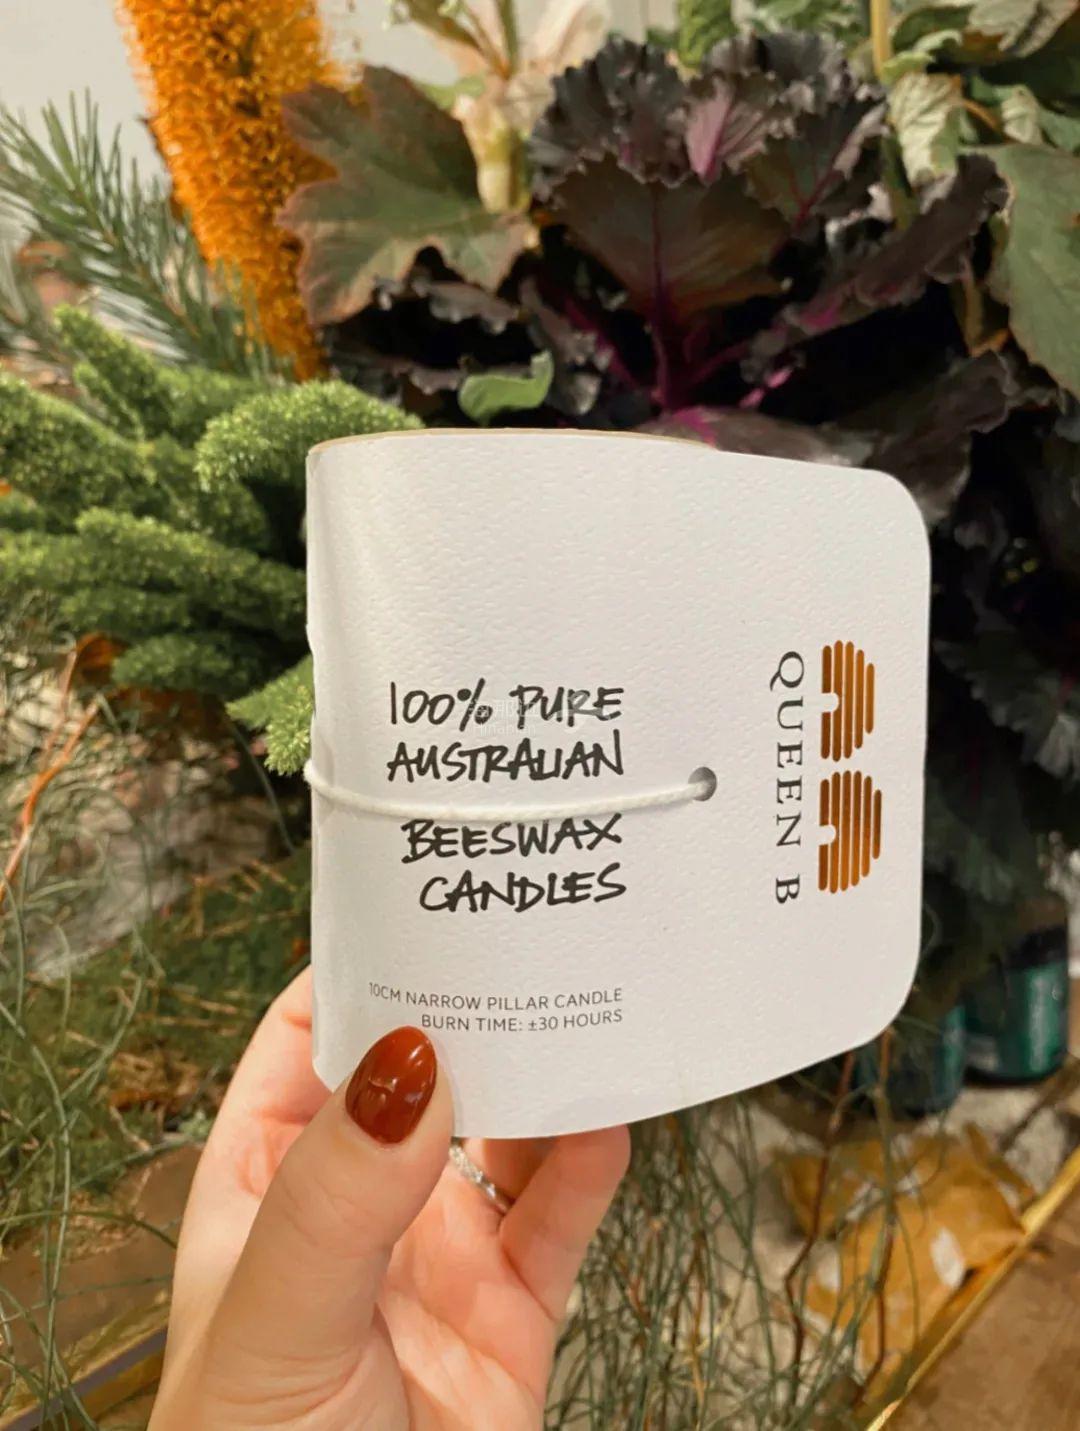 100% PURE
AUSTRALIAN
BEESWAX
CANDLES
10CM NARROW PILLAR CANDLE
BURN TIME: ±30 HOURS
QUEEN B